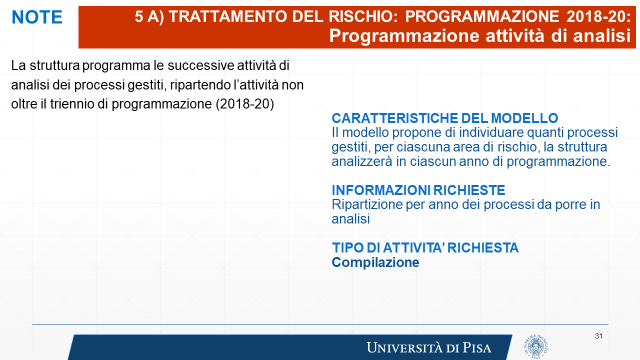 NOTE
5 A) TRATTAMENTO DEL RISCHIO: PROGRAMMAZIONE 2018-20:
Programmazione attività di analisi
La struttura programma le successive attività di
analisi dei processi gestiti, ripartendo l’attività non
oltre il triennio di programmazione (2018-20)
CARATTERISTICHE DEL MODELLO
Il modello propone di individuare quanti processi
gestiti, per ciascuna area di rischio, la struttura
analizzerà in ciascun anno di programmazione.
INFORMAZIONI RICHIESTE
Ripartizione per anno dei processi da porre in
analisi
TIPO DI ATTIVITA’ RICHIESTA
Compilazione
31
UNIVERSITÀ DI PISA